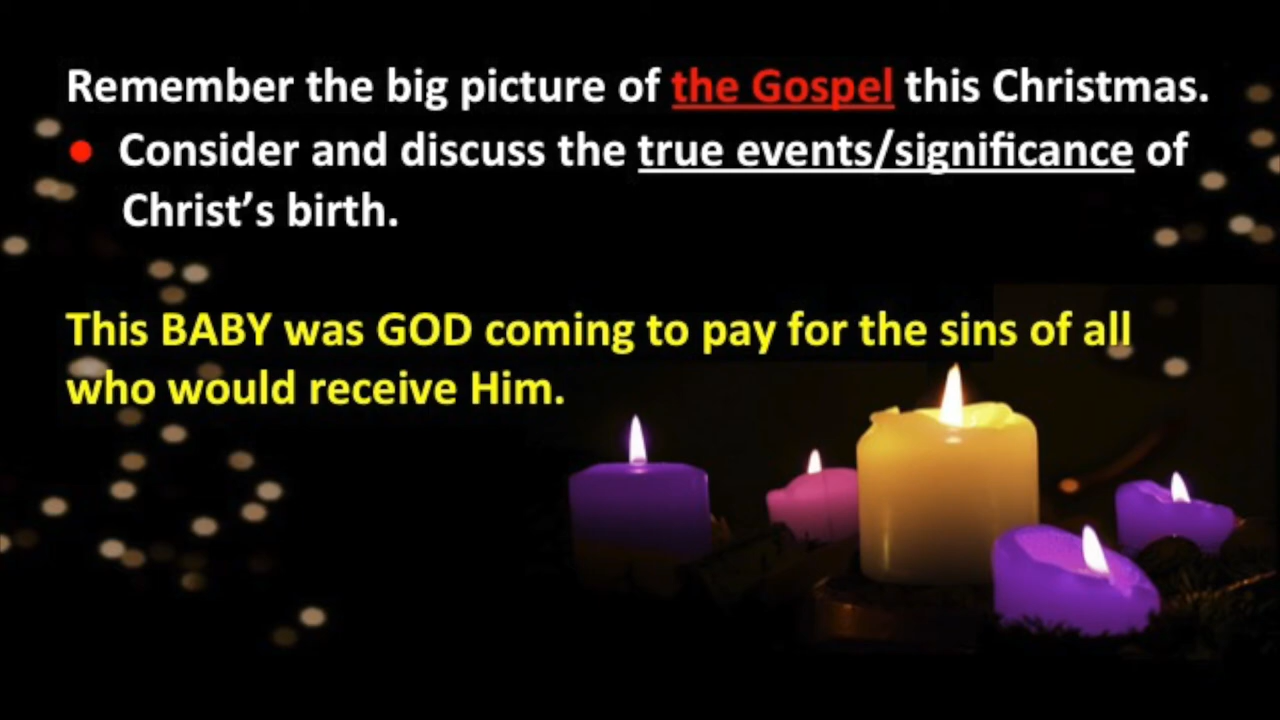 Remember the big picture of the Gospel this Christmas.
● Consider and discuss the true events/significance of
Christ’s birth.
This BABY was GOD coming to pay for the sins of all
who would receive Him.